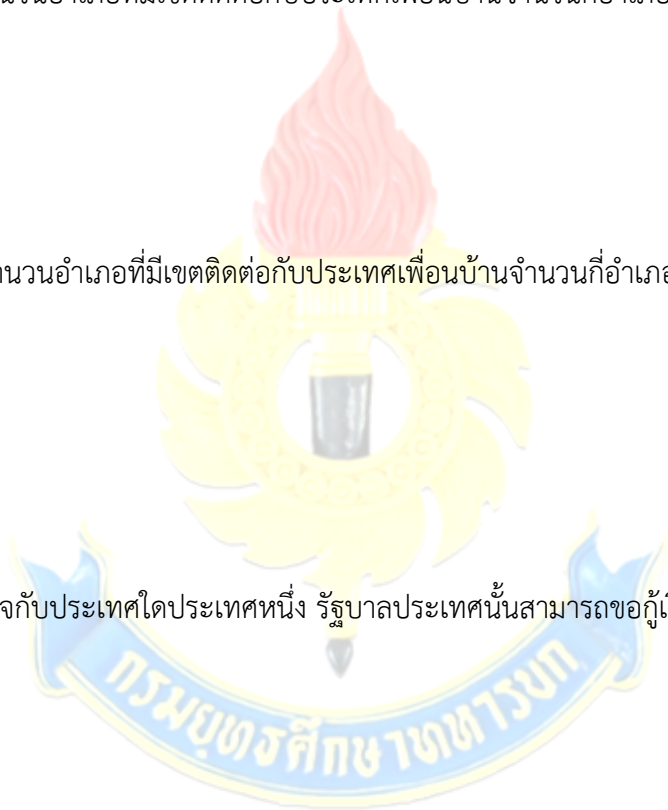 นวนอำเภอที่มีเขตติดต่อกับประเทศเพื่อนบ้านจำนวนกี่อำเภอ
จกับประเทศใดประเทศหนึ่ง รัฐบาลประเทศนั้นสามารถขอกู้
กรมยุทธศึกษาทหารบก